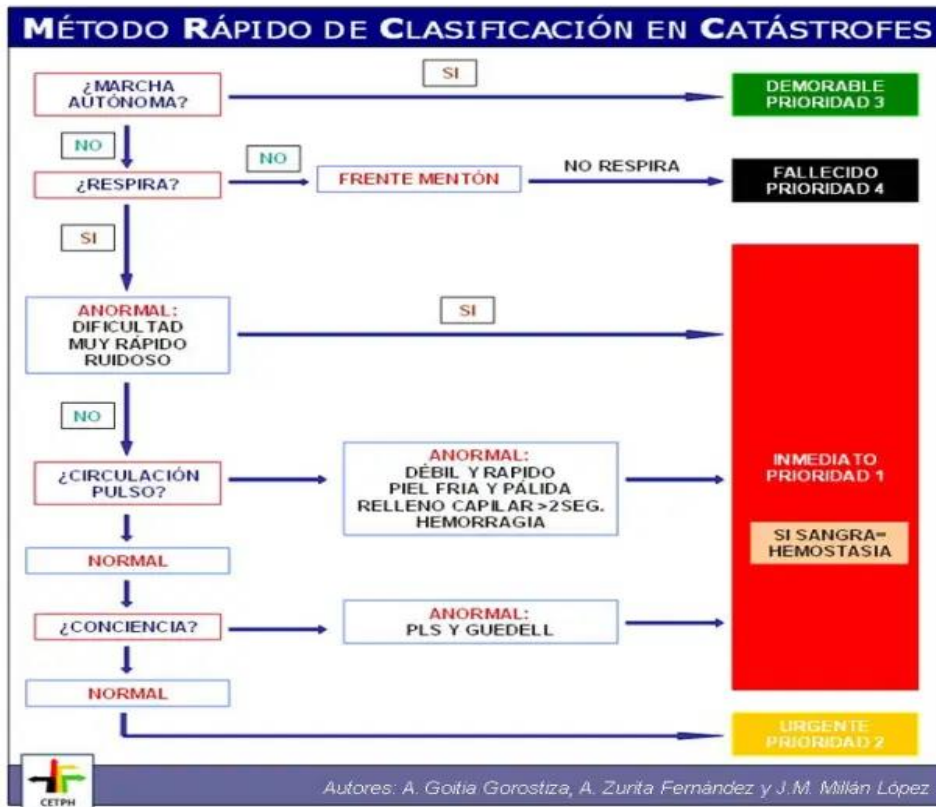 MÉTODO RÁPIDO DE CLASIFICACIÓN EN CATÁSTROFES
¿MARCHA
AUTÓNOMA?
SI
DEMORABLE
PRIORIDAD 3
NO
¿RESPIRA?
NO
FRENTE MENTÓN
NO RESPIRA
FALLECIDO
PRIORIDAD 4
SI
ANORMAL:
DIFICULTAD
MUY RÁPIDO
RUIDOSO
SI
NO
¿CIRCULACIÓN
PULSO?
ANORMAL:
DÉBIL Y RAPIDO
PIEL FRIA Y PÁLIDA
RELLENO CAPILAR >2SEG.
HEMORRAGIA
INMEDIATO
PRIORIDAD 1
SI SANGRA=
HEMOSTASIA
NORMAL
¿CONCIENCIA?
ANORMAL:
PLS Y GUEDELL
NORMAL
URGENTE
PRIORIDAD 2
CETPH
Autores: A. Goitia Gorostiza, A. Zurita Fernández y J.M. Millán López